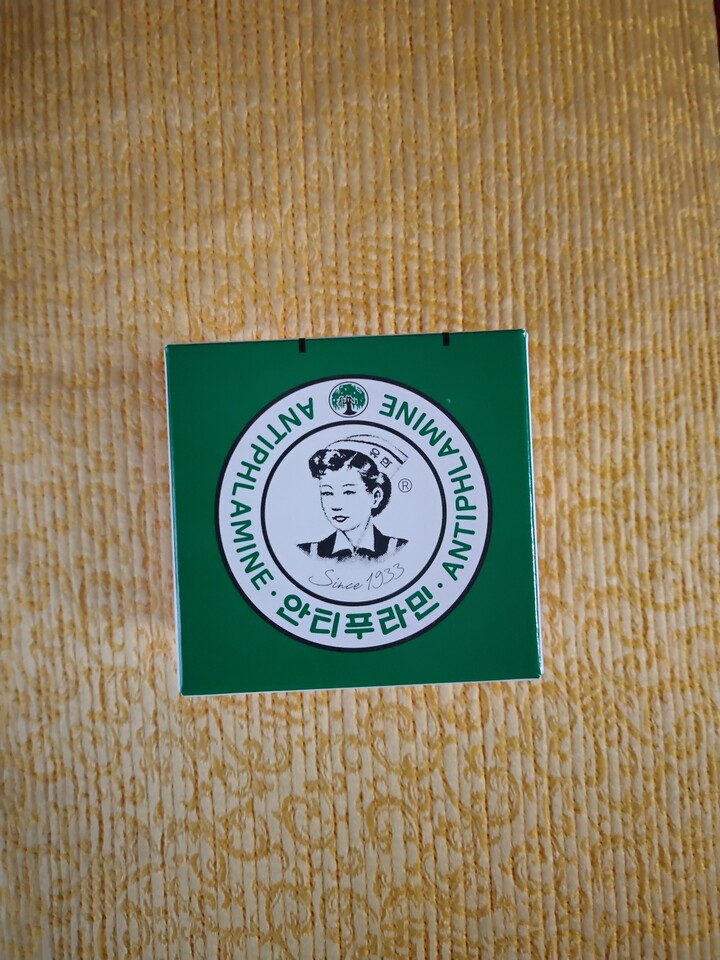 ANTIPHLAMINE · 안티푸라민 · ANTIPHLAMINE
유한
®
Since 1933